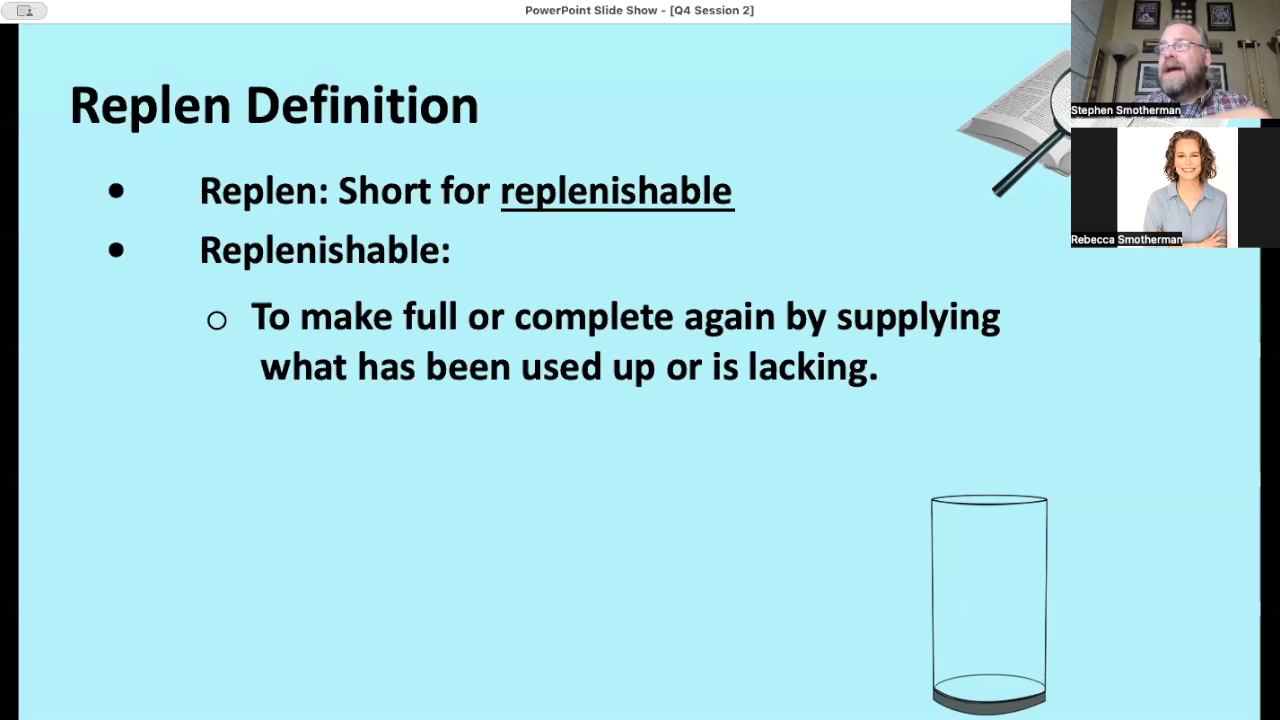 PowerPoint Slide Show - [Q4 Session 2]
Replen Definition
• Replen: Short for replenishable
• Replenishable:
o To make full or complete again by supplying
what has been used up or is lacking.
Stephen Smotherman
Rebecca Smotherman